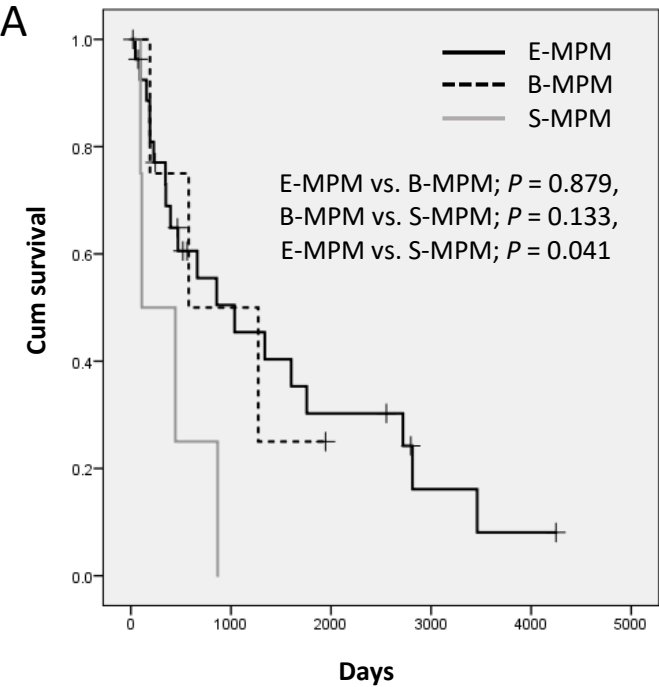 A
E-MPM
B-MPM
S-MPM
E-MPM vs. B-MPM; P = 0.879,
B-MPM vs. S-MPM; P = 0.133,
E-MPM vs. S-MPM; P = 0.041
Cum survival
1.0
0.8
0.6
0.4
0.2
0.0
0 1000 2000 3000 4000 5000
Days